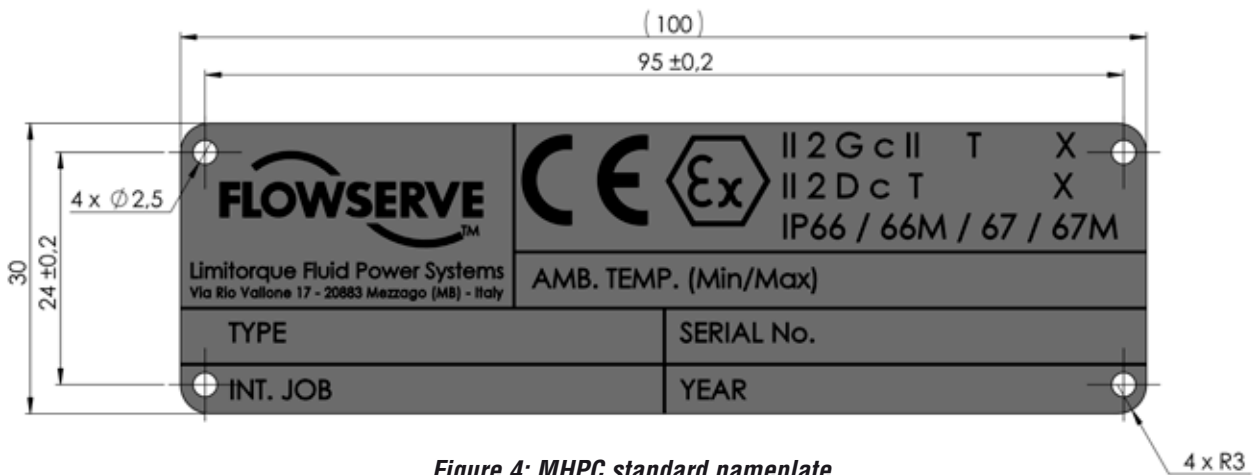 (100)
95 ±0,2
30
24 ±0,2
4 x Ø 2,5
FLOWSERVE
TM
Limitorque Fluid Power Systems
Via Rio Vallone 17 - 20883 Mezzago (MB) - Italy
CE Ex
II 2 G c II T X
II 2 D c T X
IP66 / 66M / 67 / 67M
AMB. TEMP. (Min/Max)
TYPE
SERIAL No.
INT. JOB
YEAR
4 x R3
Figure 4: MHPC standard nameplate